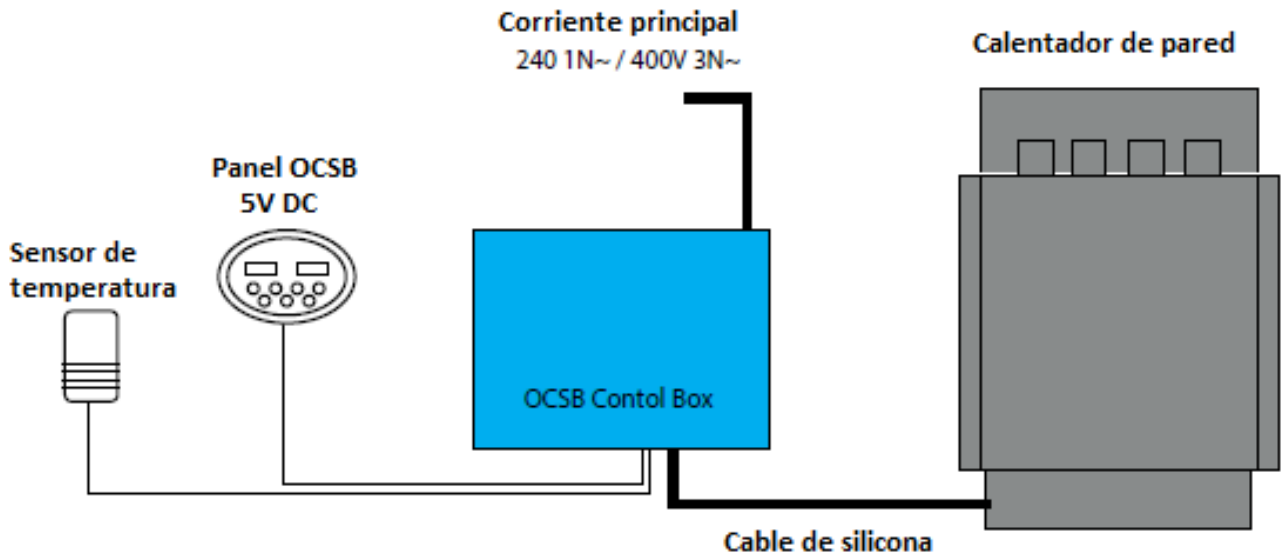 Corriente principal
240 1N~ / 400V 3N~
Calentador de pared
Panel OCSB
5V DC
Sensor de
temperatura
OCSB Contol Box
Cable de silicona